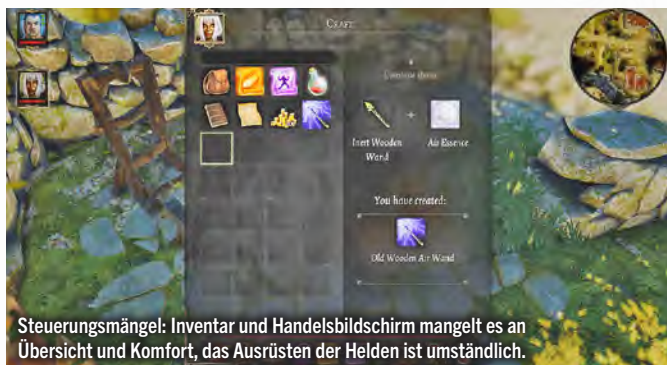 CRAFT
Combine items
+
Inert Wooden
Wand
Air Essence
You have created:
Old Wooden Air Wand
Steuerungsmängel: Inventar und Handelsbildschirm mangelt es an
Übersicht und Komfort, das Ausrüsten der Helden ist umständlich.